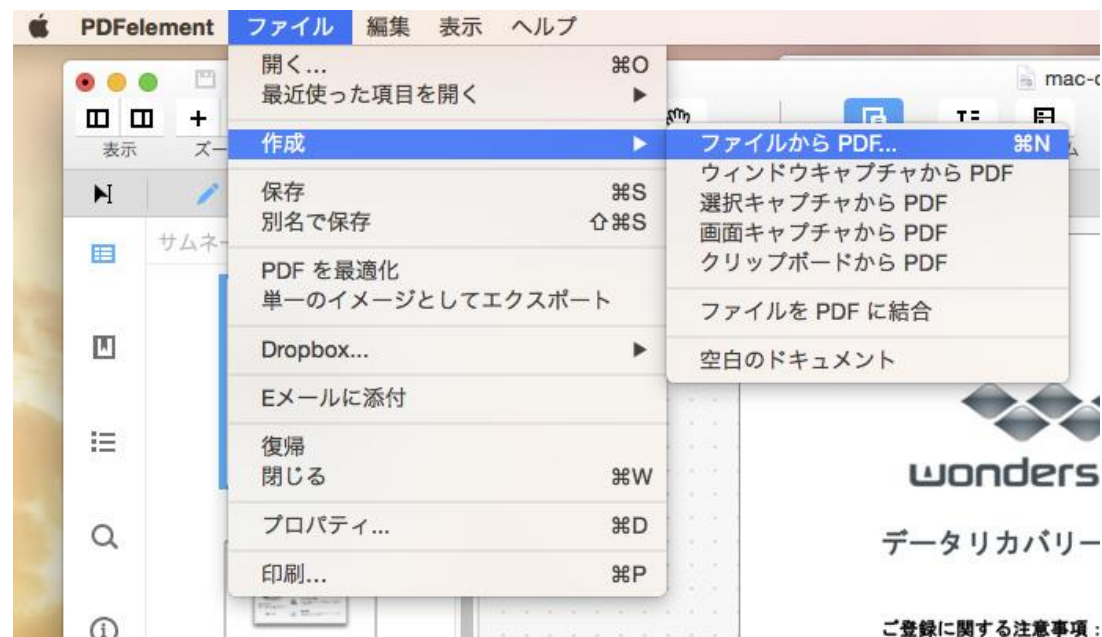 PDFelement ファイル 編集 表示 ヘルプ
mac-
開く... ⌘O
最近使った項目を開く ▶
作成 ▶
保存 ⌘S
別名で保存 ⇧⌘S
PDF を最適化
単一のイメージとしてエクスポート
Dropbox... ▶
Eメールに添付
復帰
閉じる ⌘W
プロパティ... ⌘D
印刷... ⌘P
ファイルから PDF... ⌘N
ウィンドウキャプチャから PDF
選択キャプチャから PDF
画面キャプチャから PDF
クリップボードから PDF
ファイルを PDF に結合
空白のドキュメント
表示 ズー
サムネー
wonders
データリカバリー
ご登録に関する注意事項：